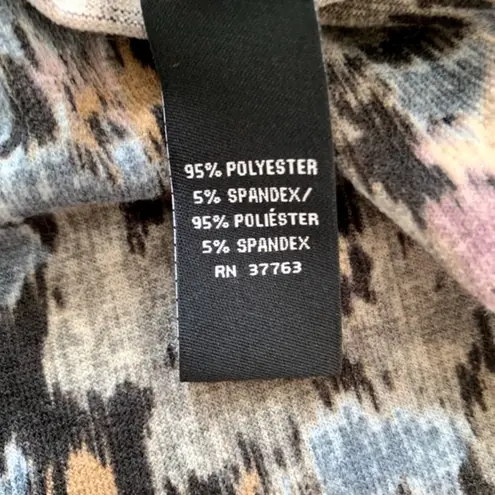 95% POLYESTER
5% SPANDEX/
95% POLIÉSTER
5% SPANDEX
RN 37763